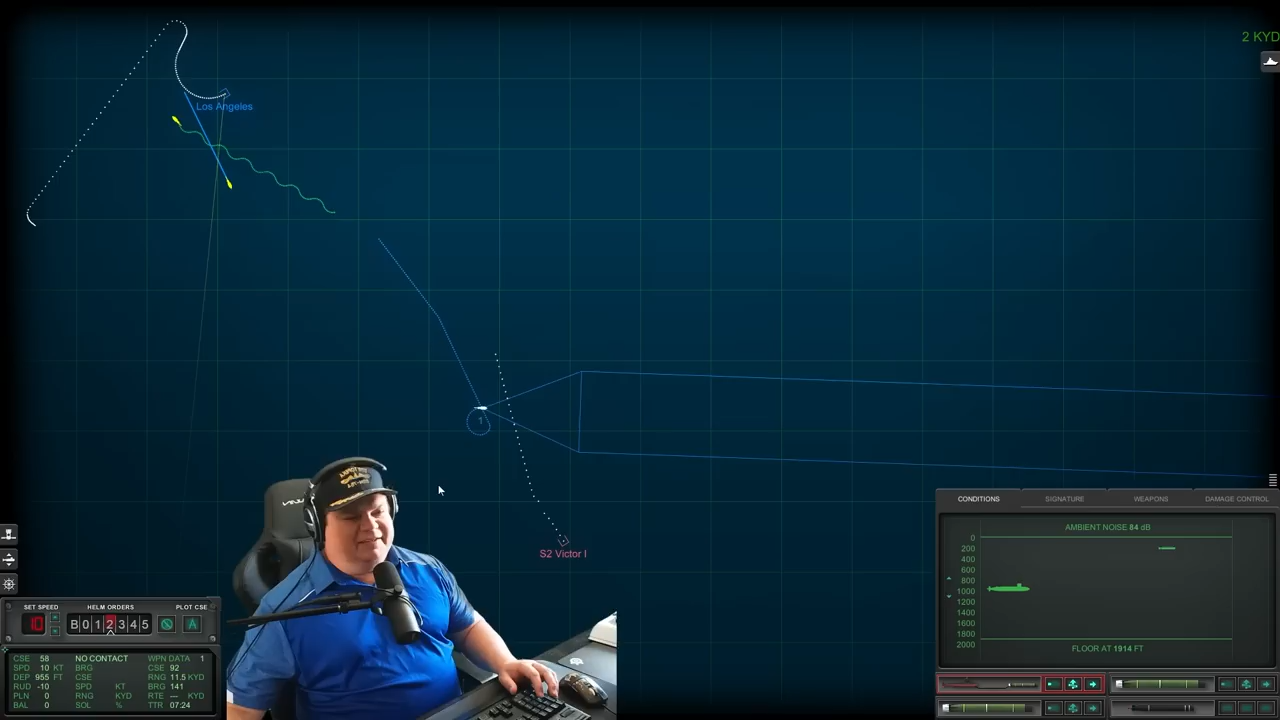 2 KYD
Los Angeles
1
S2 Victor I
CONDITIONS
SIGNATURE
WEAPONS
DAMAGE CONTROL
AMBIENT NOISE 84 dB
0
200
400
600
800
1000
1200
1400
1600
1800
2000
FLOOR AT 1914 FT
SET SPEED
HELM ORDERS
PLOT CSE
10
B 0 1 2 3 4 5
A
CSE 58 NO CONTACT WPN DATA 1
SPD 10 KT BRG CSE 92
DEP 955 FT CSE RNG 11.5 KYD
RUD -10 SPD KT BRG 141
PLN 0 RNG KYD RTE --- KYD
BAL 0 SOL % TTR 07:24